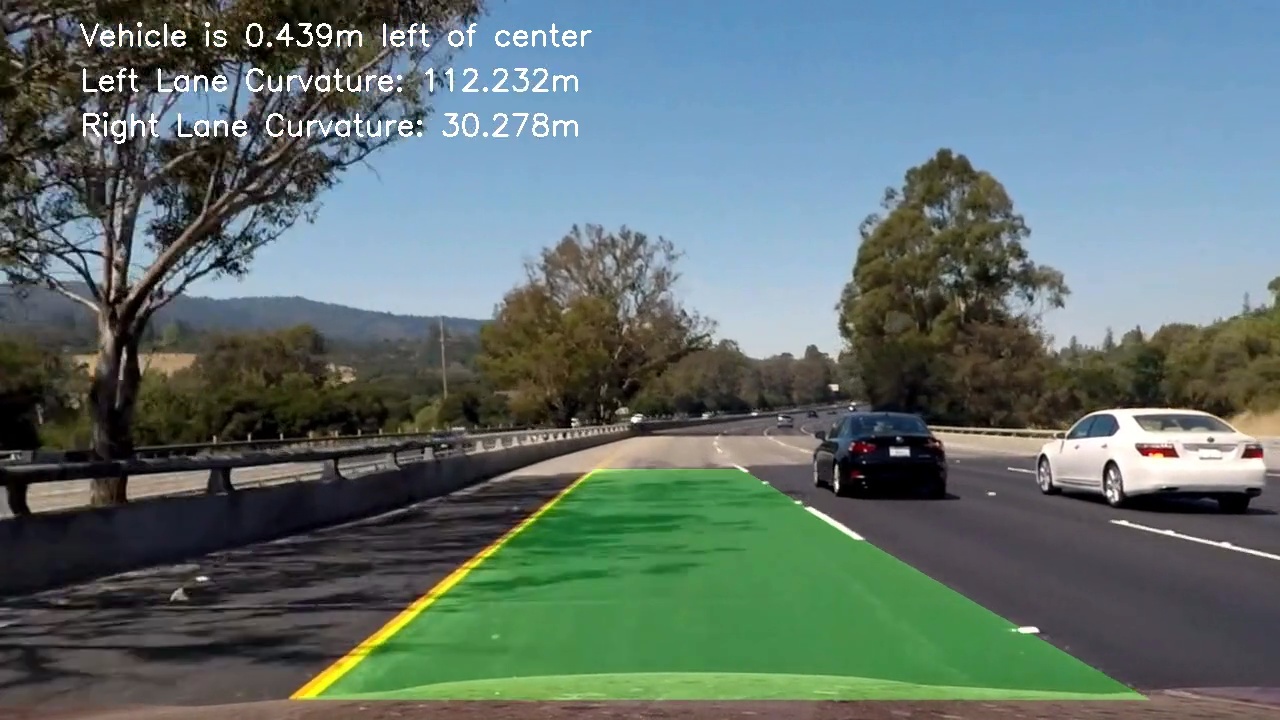 Vehicle is 0.439m left of center
Left Lane Curvature: 112.232m
Right Lane Curvature: 30.278m